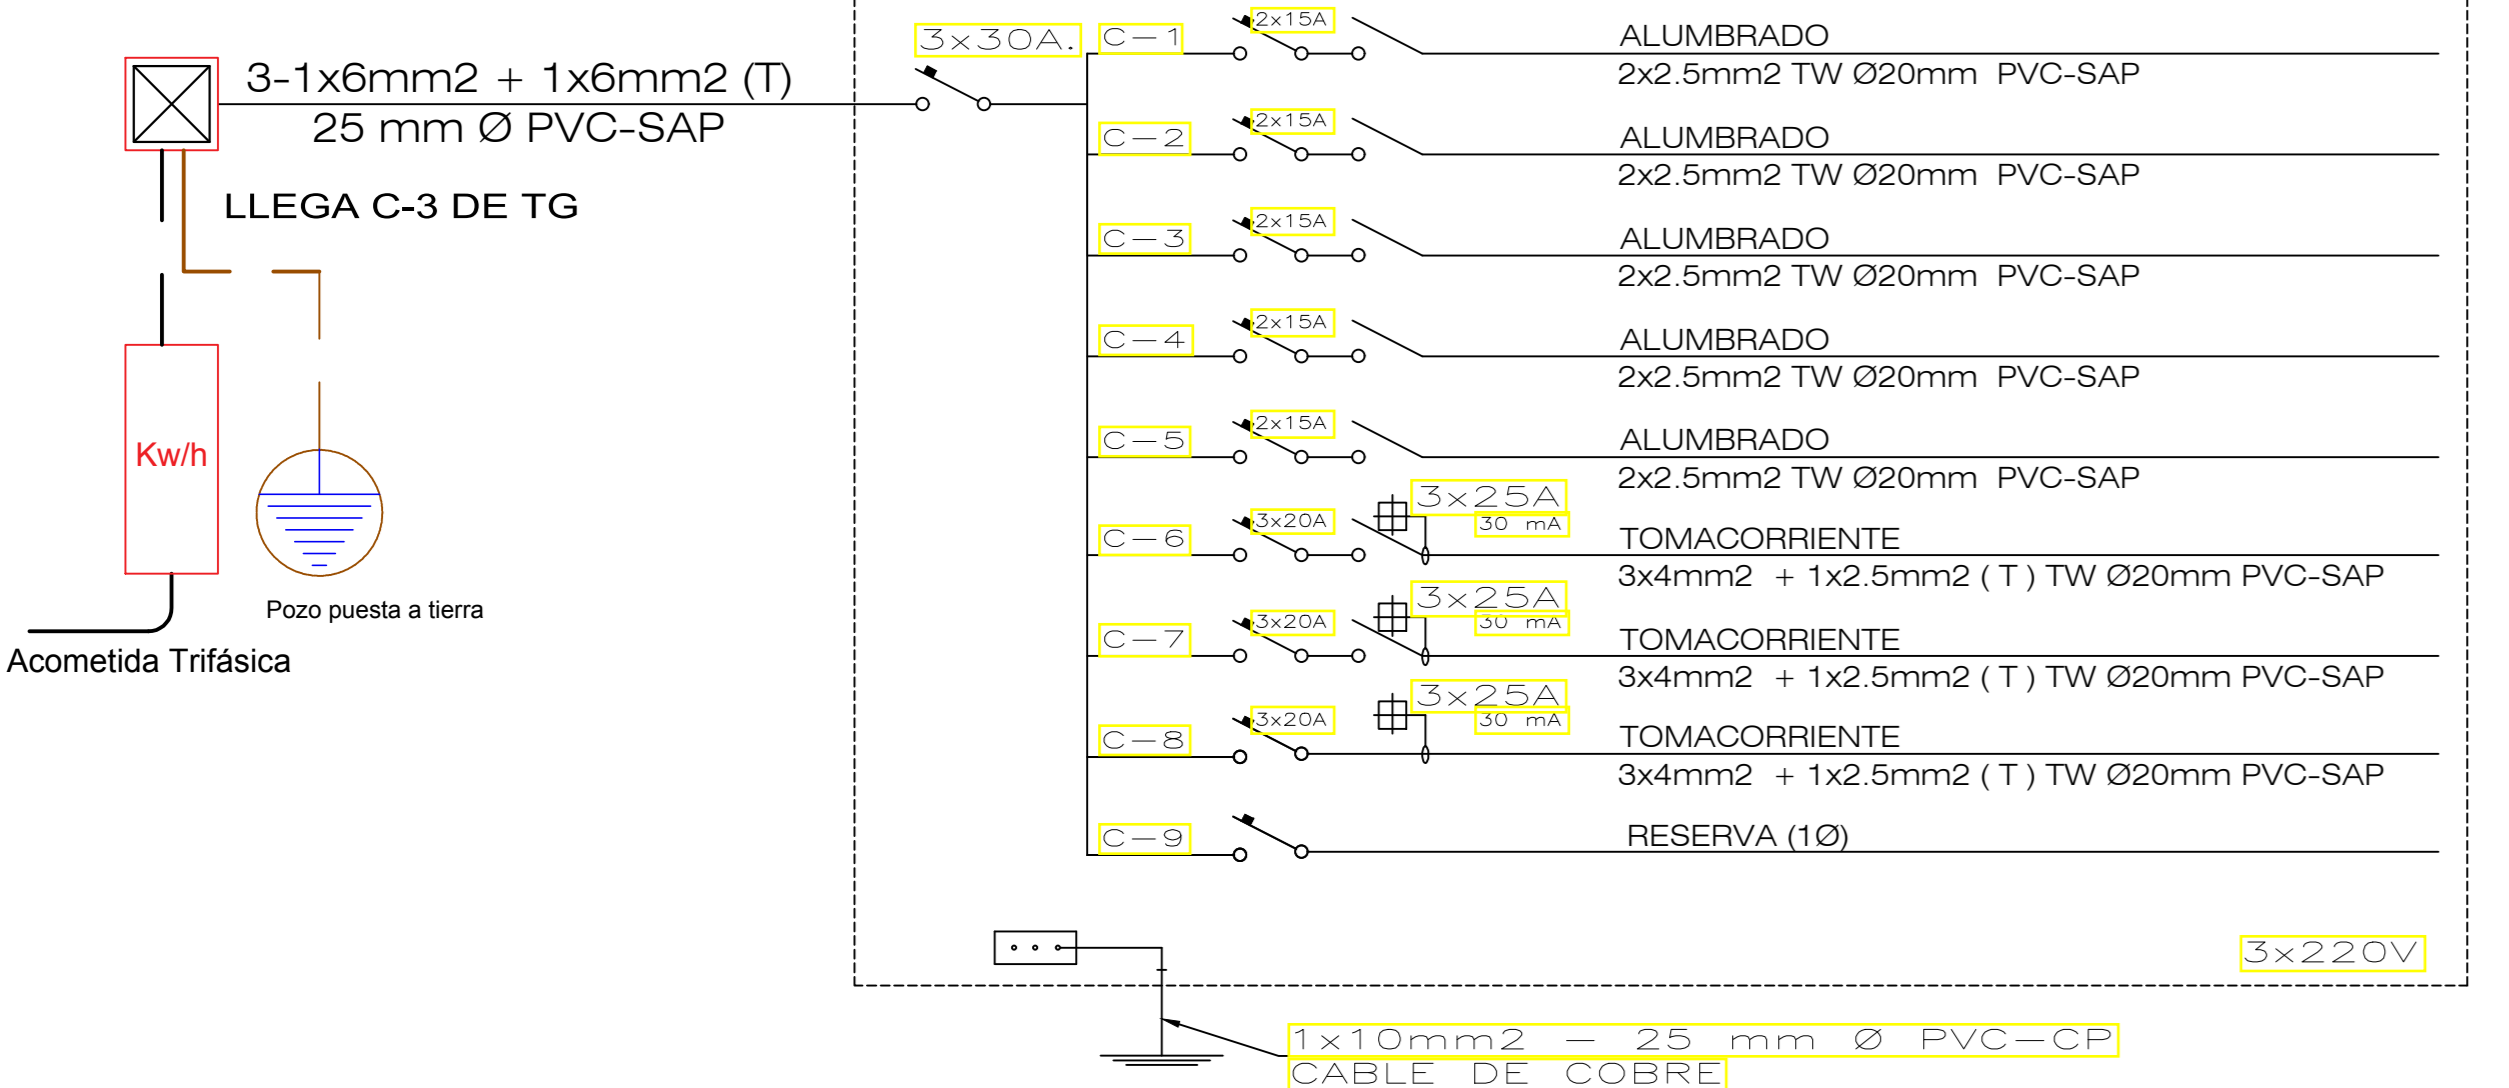 3-1x6mm2 + 1x6mm2 (T)
25 mm Ø PVC-SAP
LLEGA C-3 DE TG
Kw/h
Pozo puesta a tierra
Acometida Trifásica
3x30A.
C-1
2x15A
ALUMBRADO
2x2.5mm2 TW Ø20mm PVC-SAP
C-2
2x15A
ALUMBRADO
2x2.5mm2 TW Ø20mm PVC-SAP
C-3
2x15A
ALUMBRADO
2x2.5mm2 TW Ø20mm PVC-SAP
C-4
2x15A
ALUMBRADO
2x2.5mm2 TW Ø20mm PVC-SAP
C-5
2x15A
ALUMBRADO
2x2.5mm2 TW Ø20mm PVC-SAP
C-6
3x20A
3x25A
30 mA
TOMACORRIENTE
3x4mm2 + 1x2.5mm2 ( T ) TW Ø20mm PVC-SAP
C-7
3x20A
3x25A
30 mA
TOMACORRIENTE
3x4mm2 + 1x2.5mm2 ( T ) TW Ø20mm PVC-SAP
C-8
3x20A
3x25A
30 mA
TOMACORRIENTE
3x4mm2 + 1x2.5mm2 ( T ) TW Ø20mm PVC-SAP
C-9
RESERVA (1Ø)
3x220V
1x10mm2 - 25 mm Ø PVC-CP
CABLE DE COBRE